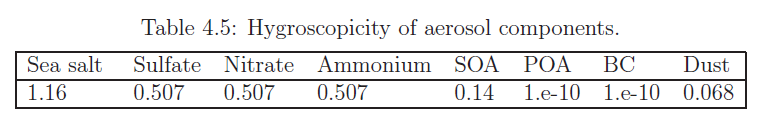 Table 4.5: Hygroscopicity of aerosol components.
Sea salt Sulfate Nitrate Ammonium SOA POA BC Dust
1.16 0.507 0.507 0.507 0.14 1.e-10 1.e-10 0.068